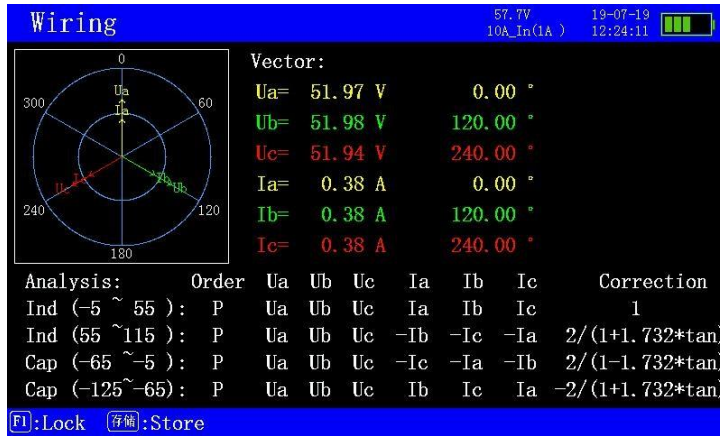 Wiring
57.7V 19-07-19
10A_In(1A ) 12:24:11
0
300 60
240 120
180
Ua
Ia
Ib
Ub
Uc
Vector:
Ua= 51.97 V 0.00 °
Ub= 51.98 V 120.00 °
Uc= 51.94 V 240.00 °
Ia= 0.38 A 0.00 °
Ib= 0.38 A 120.00 °
Ic= 0.38 A 240.00 °
Analysis: Order Ua Ub Uc Ia Ib Ic Correction
Ind (-5 ~ 55 ): P Ua Ub Uc Ia Ib Ic 1
Ind (55 ~115 ): P Ua Ub Uc -Ib -Ic -Ia 2/(1+1.732*tan)
Cap (-65 ~-5 ): P Ua Ub Uc -Ic -Ia -Ib 2/(1-1.732*tan)
Cap (-125~-65): P Ua Ub Uc Ib Ic Ia -2/(1+1.732*tan)
F1:Lock 存储:Store